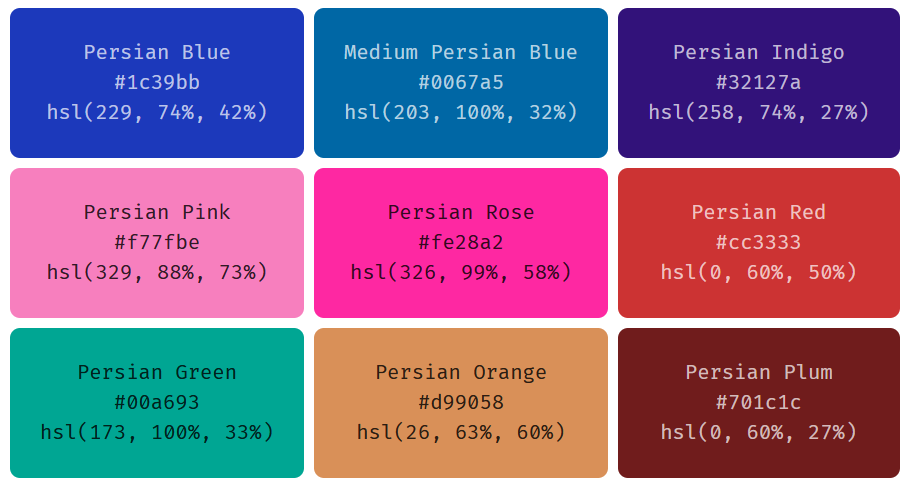 Persian Blue
#1c39bb
hsl(229, 74%, 42%)
Medium Persian Blue
#0067a5
hsl(203, 100%, 32%)
Persian Indigo
#32127a
hsl(258, 74%, 27%)
Persian Pink
#f77fbe
hsl(329, 88%, 73%)
Persian Rose
#fe28a2
hsl(326, 99%, 58%)
Persian Red
#cc3333
hsl(0, 60%, 50%)
Persian Green
#00a693
hsl(173, 100%, 33%)
Persian Orange
#d99058
hsl(26, 63%, 60%)
Persian Plum
#701c1c
hsl(0, 60%, 27%)